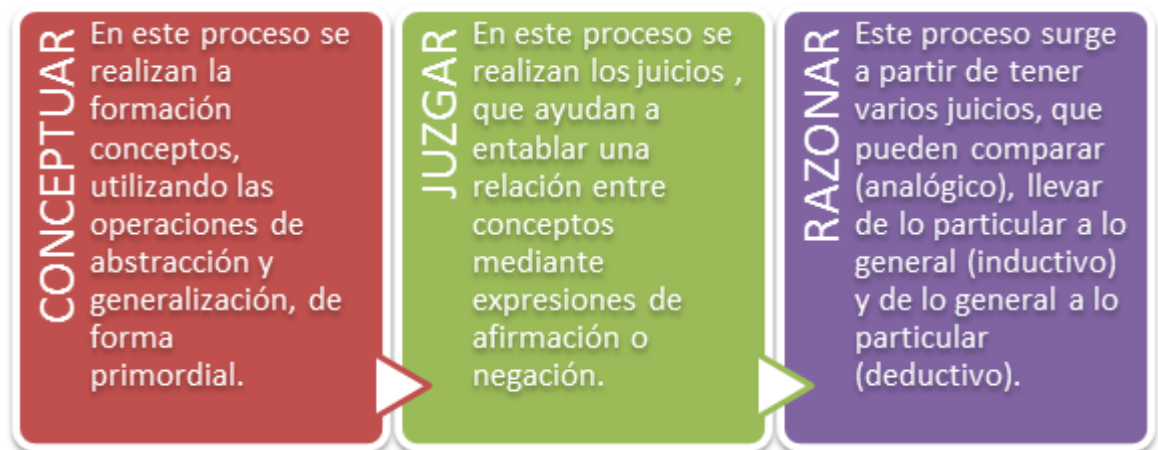 CONCEPTUAR
En este proceso se
realizan la
formación
conceptos,
utilizando las
operaciones de
abstracción y
generalización, de
forma
primordial.
JUZGAR
En este proceso se
realizan los juicios ,
que ayudan a
entablar una
relación entre
conceptos
mediante
expresiones de
afirmación o
negación.
RAZONAR
Este proceso surge
a partir de tener
varios juicios, que
pueden comparar
(analógico), llevar
de lo particular a lo
general (inductivo)
y de lo general a lo
particular
(deductivo).